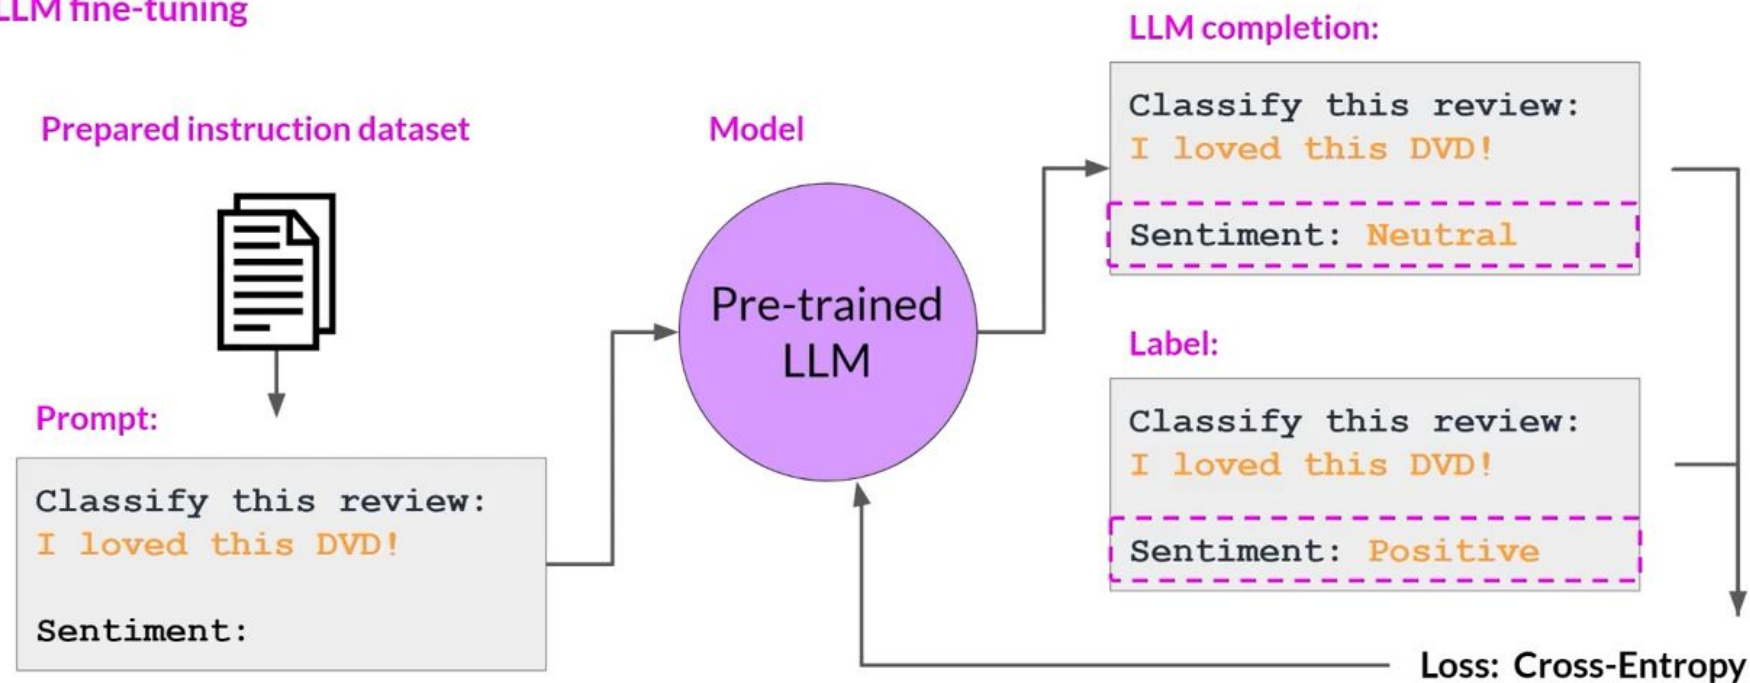 LLM fine-tuning
Prepared instruction dataset
Prompt:
Classify this review:
I loved this DVD!
Sentiment:
Model
Pre-trained
LLM
LLM completion:
Classify this review:
I loved this DVD!
Sentiment: Neutral
Label:
Classify this review:
I loved this DVD!
Sentiment: Positive
Loss: Cross-Entropy